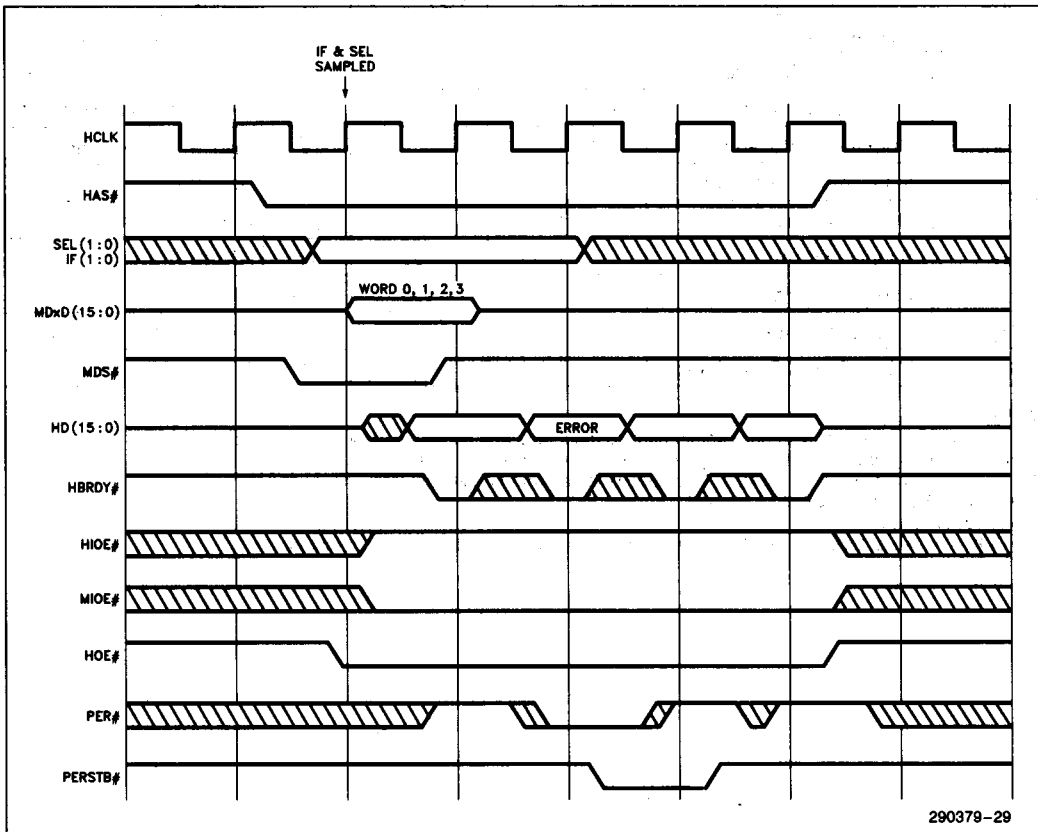 IF & SEL
SAMPLED
HCLK
HAS#
SEL(1:0)
IF(1:0)
WORD 0, 1, 2, 3
MDxD(15:0)
MDS#
HD(15:0)
ERROR
HBRDY#
HIOE#
MIOE#
HOE#
PER#
PERSTB#
290379-29